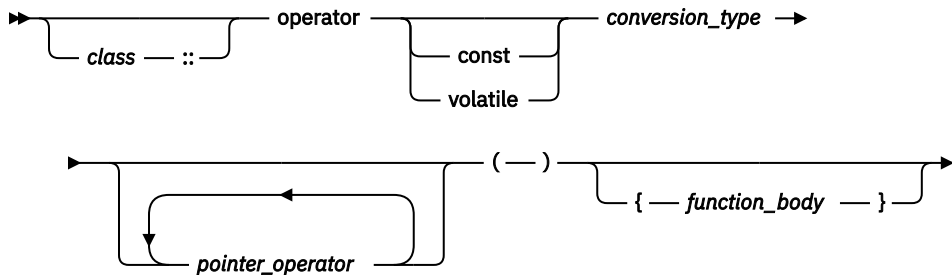 operator conversion_type
class :: const
volatile
( )
{ function_body }
pointer_operator